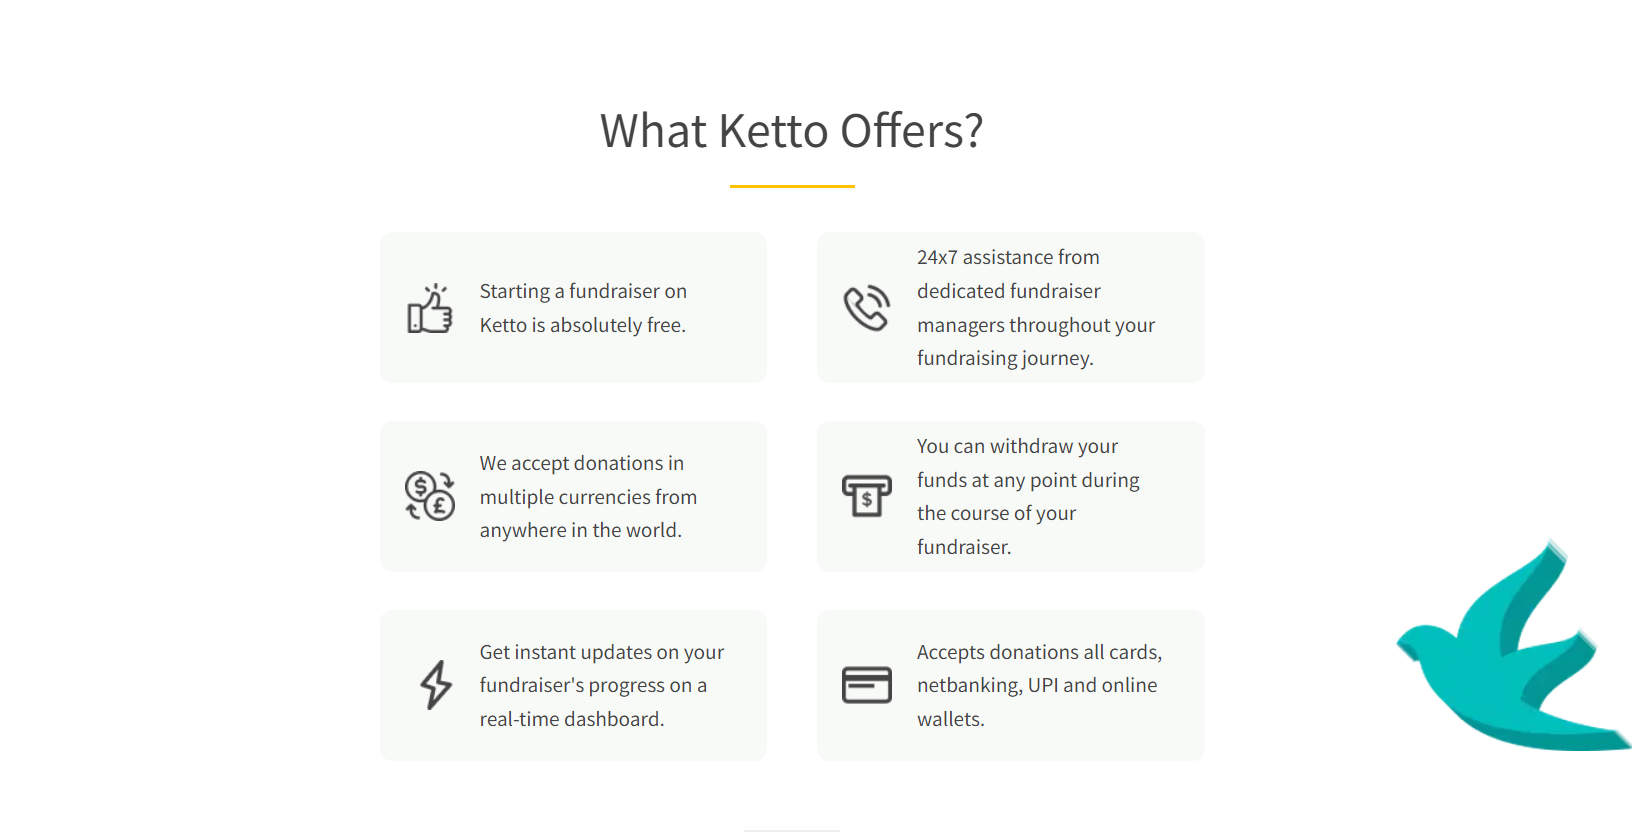 What Ketto Offers?
Starting a fundraiser on
Ketto is absolutely free.
24x7 assistance from
dedicated fundraiser
managers throughout your
fundraising journey.
We accept donations in
multiple currencies from
anywhere in the world.
You can withdraw your
funds at any point during
the course of your
fundraiser.
Get instant updates on your
fundraiser's progress on a
real-time dashboard.
Accepts donations all cards,
netbanking, UPI and online
wallets.